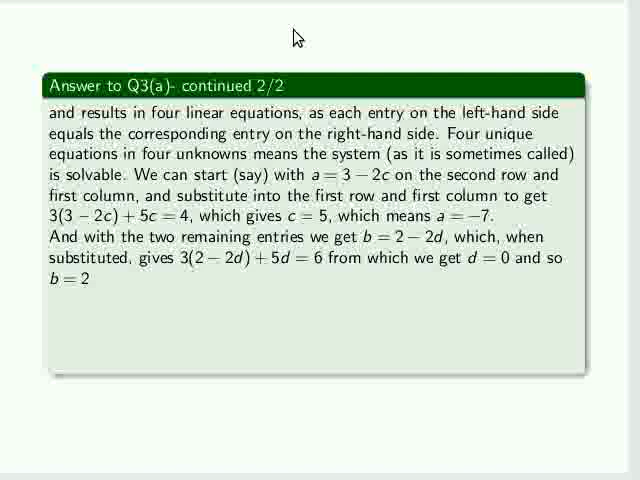 Answer to Q3(a)- continued 2/2
and results in four linear equations, as each entry on the left-hand side
equals the corresponding entry on the right-hand side. Four unique
equations in four unknowns means the system (as it is sometimes called)
is solvable. We can start (say) with a = 3 − 2c on the second row and
first column, and substitute into the first row and first column to get
3(3 − 2c) + 5c = 4, which gives c = 5, which means a = −7.
And with the two remaining entries we get b = 2 − 2d, which, when
substituted, gives 3(2 − 2d) + 5d = 6 from which we get d = 0 and so
b = 2